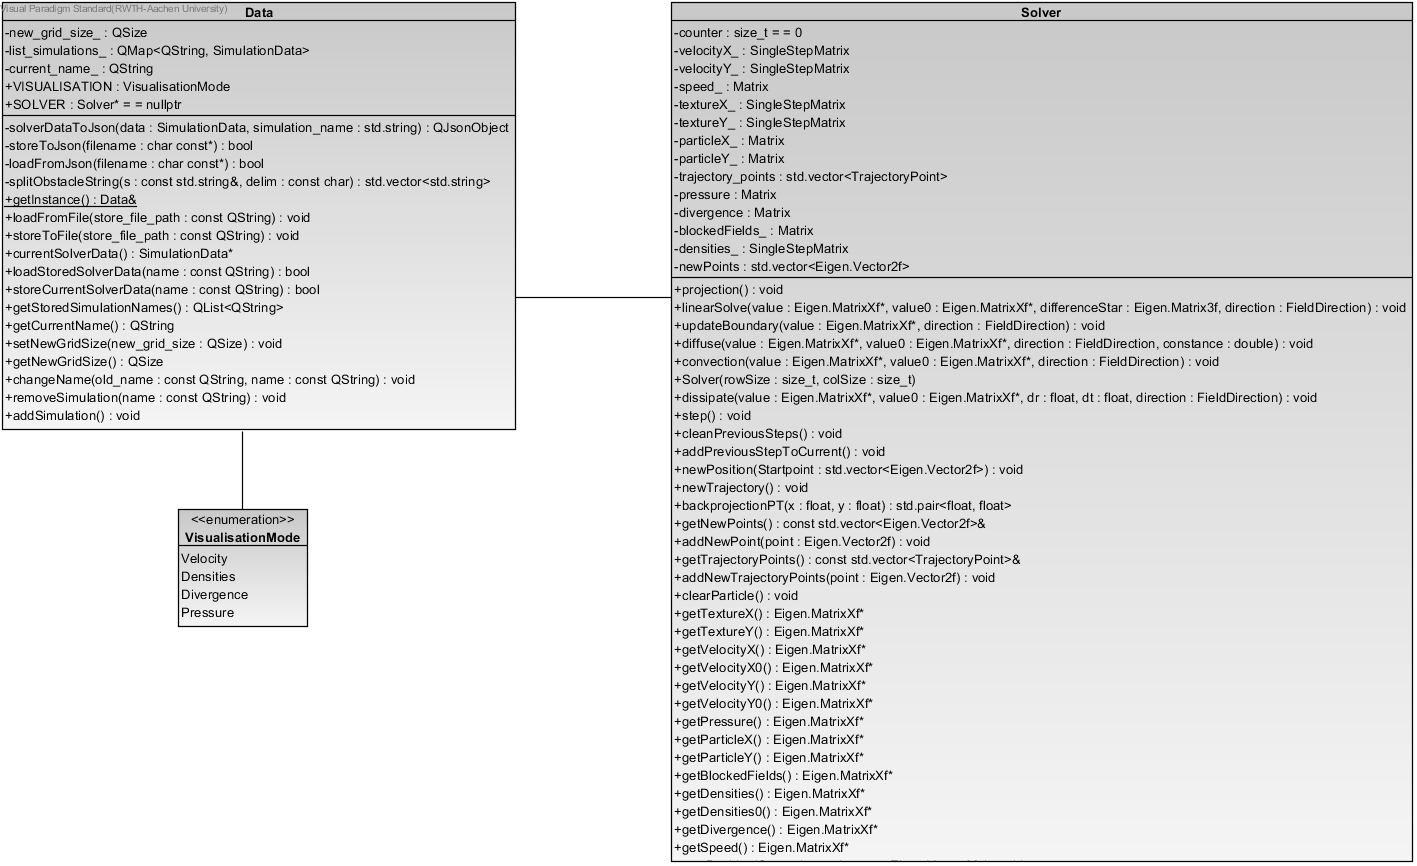 Visual Paradigm Standard(RWTH-Aachen University)
Data
-new_grid_size_ : QSize
-list_simulations_ : QMap<QString, SimulationData>
-current_name_ : QString
+VISUALISATION : VisualisationMode
+SOLVER : Solver* = = nullptr
-solverDataToJson(data : SimulationData, simulation_name : std.string) : QJsonObject
-storeToJson(filename : char const*) : bool
-loadFromJson(filename : char const*) : bool
-splitObstacleString(s : const std.string&, delim : const char) : std.vector<std.string>
+getInstance() : Data&
+loadFromFile(store_file_path : const QString) : void
+storeToFile(store_file_path : const QString) : void
+currentSolverData() : SimulationData*
+loadStoredSolverData(name : const QString) : bool
+storeCurrentSolverData(name : const QString) : bool
+getStoredSimulationNames() : QList<QString>
+getCurrentName() : QString
+setNewGridSize(new_grid_size : QSize) : void
+getNewGridSize() : QSize
+changeName(old_name : const QString, name : const QString) : void
+removeSimulation(name : const QString) : void
+addSimulation() : void
<<enumeration>>
VisualisationMode
Velocity
Densities
Divergence
Pressure
Solver
-counter : size_t = = 0
-velocityX_ : SingleStepMatrix
-velocityY_ : SingleStepMatrix
-speed_ : Matrix
-textureX_ : SingleStepMatrix
-textureY_ : SingleStepMatrix
-particleX_ : Matrix
-particleY_ : Matrix
-trajectory_points : std.vector<TrajectoryPoint>
-pressure : Matrix
-divergence : Matrix
-blockedFields_ : Matrix
-densities_ : SingleStepMatrix
-newPoints : std.vector<Eigen.Vector2f>
+projection() : void
+linearSolve(value : Eigen.MatrixXf*, value0 : Eigen.MatrixXf*, differenceStar : Eigen.Matrix3f, direction : FieldDirection) : void
+updateBoundary(value : Eigen.MatrixXf*, direction : FieldDirection) : void
+diffuse(value : Eigen.MatrixXf*, value0 : Eigen.MatrixXf*, direction : FieldDirection, constance : double) : void
+convection(value : Eigen.MatrixXf*, value0 : Eigen.MatrixXf*, direction : FieldDirection) : void
+Solver(rowSize : size_t, colSize : size_t)
+dissipate(value : Eigen.MatrixXf*, value0 : Eigen.MatrixXf*, dr : float, dt : float, direction : FieldDirection) : void
+step() : void
+cleanPreviousSteps() : void
+addPreviousStepToCurrent() : void
+newPosition(Startpoint : std.vector<Eigen.Vector2f>) : void
+newTrajectory() : void
+backprojectionPT(x : float, y : float) : std.pair<float, float>
+getNewPoints() : const std.vector<Eigen.Vector2f>&
+addNewPoint(point : Eigen.Vector2f) : void
+getTrajectoryPoints() : const std.vector<TrajectoryPoint>&
+addNewTrajectoryPoints(point : Eigen.Vector2f) : void
+clearParticle() : void
+getTextureX() : Eigen.MatrixXf*
+getTextureY() : Eigen.MatrixXf*
+getVelocityX() : Eigen.MatrixXf*
+getVelocityX0() : Eigen.MatrixXf*
+getVelocityY() : Eigen.MatrixXf*
+getVelocityY0() : Eigen.MatrixXf*
+getPressure() : Eigen.MatrixXf*
+getParticleX() : Eigen.MatrixXf*
+getParticleY() : Eigen.MatrixXf*
+getBlockedFields() : Eigen.MatrixXf*
+getDensities() : Eigen.MatrixXf*
+getDensities0() : Eigen.MatrixXf*
+getDivergence() : Eigen.MatrixXf*
+getSpeed() : Eigen.MatrixXf*